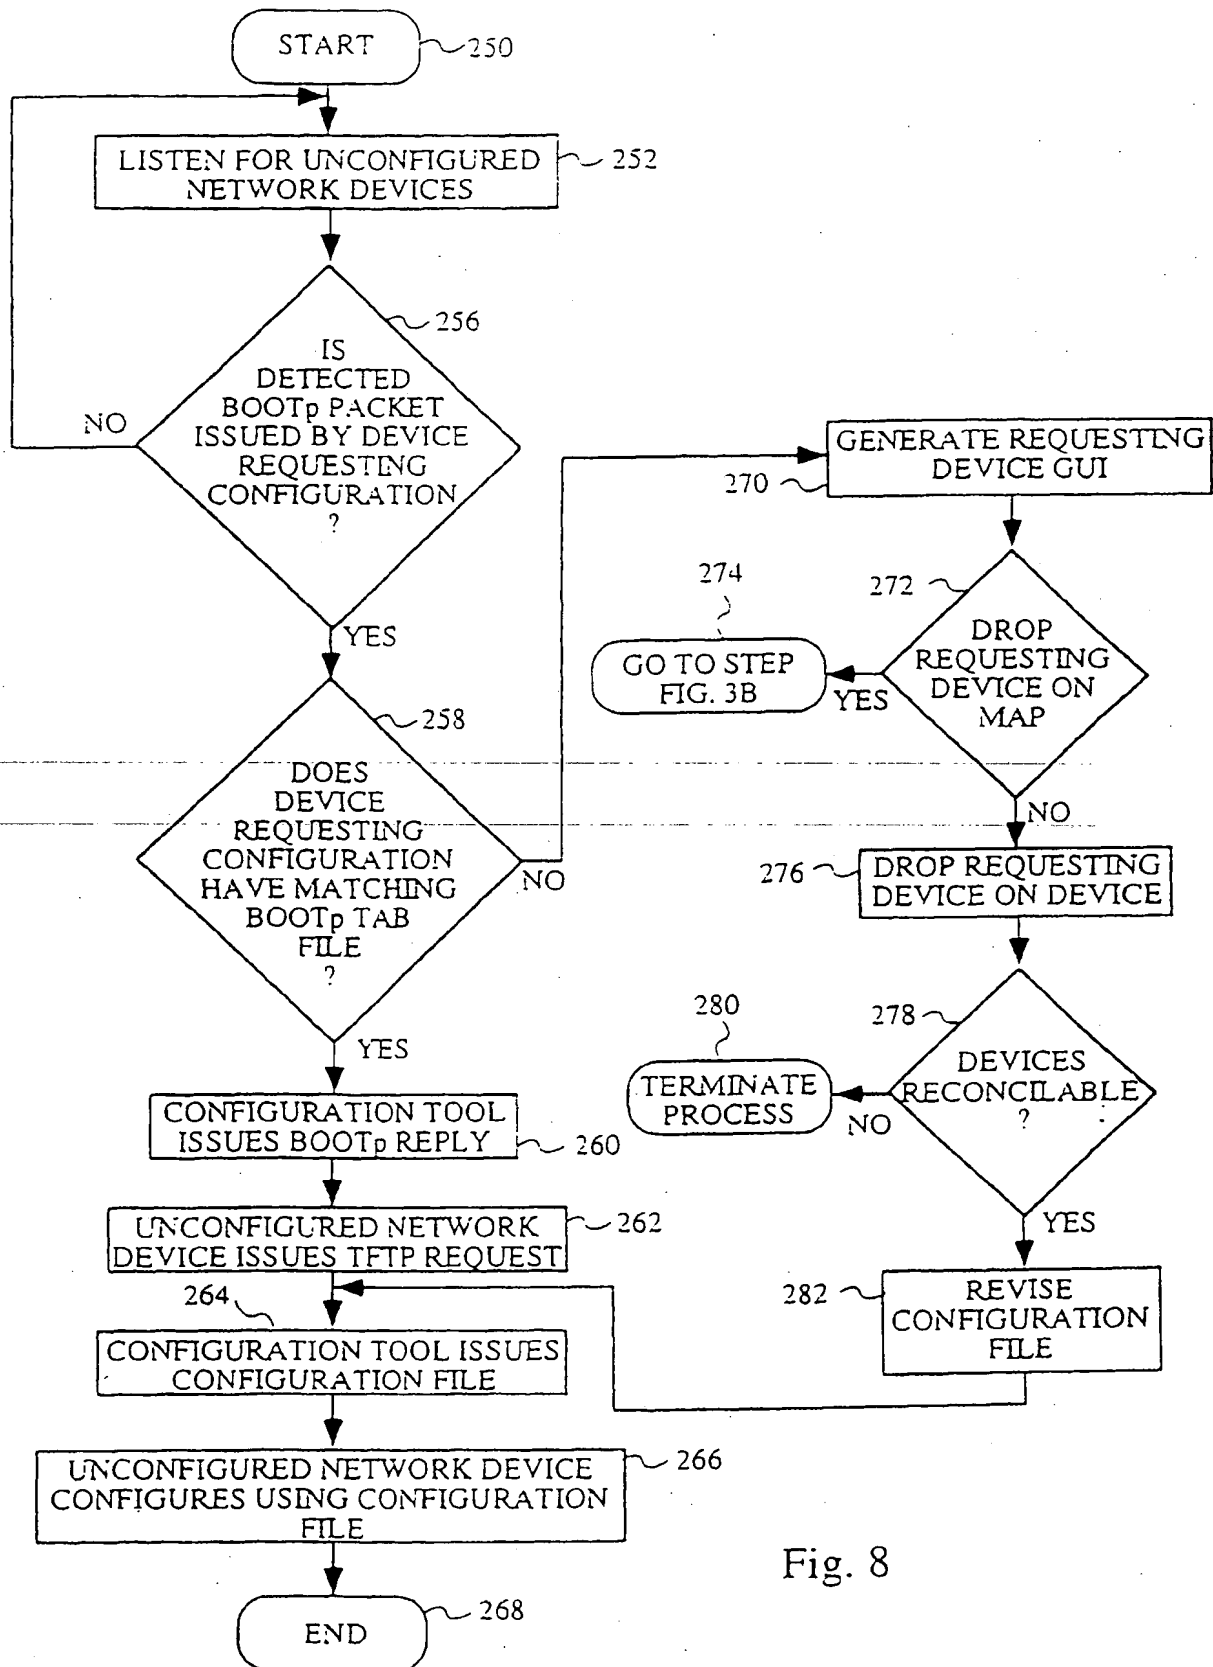 START
250
LISTEN FOR UNCONFIGURED
NETWORK DEVICES
252
256
IS
DETECTED
BOOTp PACKET
ISSUED BY DEVICE
REQUESTING
CONFIGURATION
?
NO
YES
258
DOES
DEVICE
REQUESTING
CONFIGURATION
HAVE MATCHING
BOOTp TAB
FILE
?
NO
YES
CONFIGURATION TOOL
ISSUES BOOTp REPLY
260
UNCONFIGURED NETWORK
DEVICE ISSUES TFTP REQUEST
262
264
CONFIGURATION TOOL ISSUES
CONFIGURATION FILE
UNCONFIGURED NETWORK DEVICE
CONFIGURES USING CONFIGURATION
FILE
266
END
268
GENERATE REQUESTING
DEVICE GUI
270
272
DROP
REQUESTING
DEVICE ON
MAP
274
GO TO STEP
FIG. 3B
YES
NO
276
DROP REQUESTING
DEVICE ON DEVICE
278
DEVICES
RECONCILABLE
?
280
TERMINATE
PROCESS
NO
YES
282
REVISE
CONFIGURATION
FILE
Fig. 8